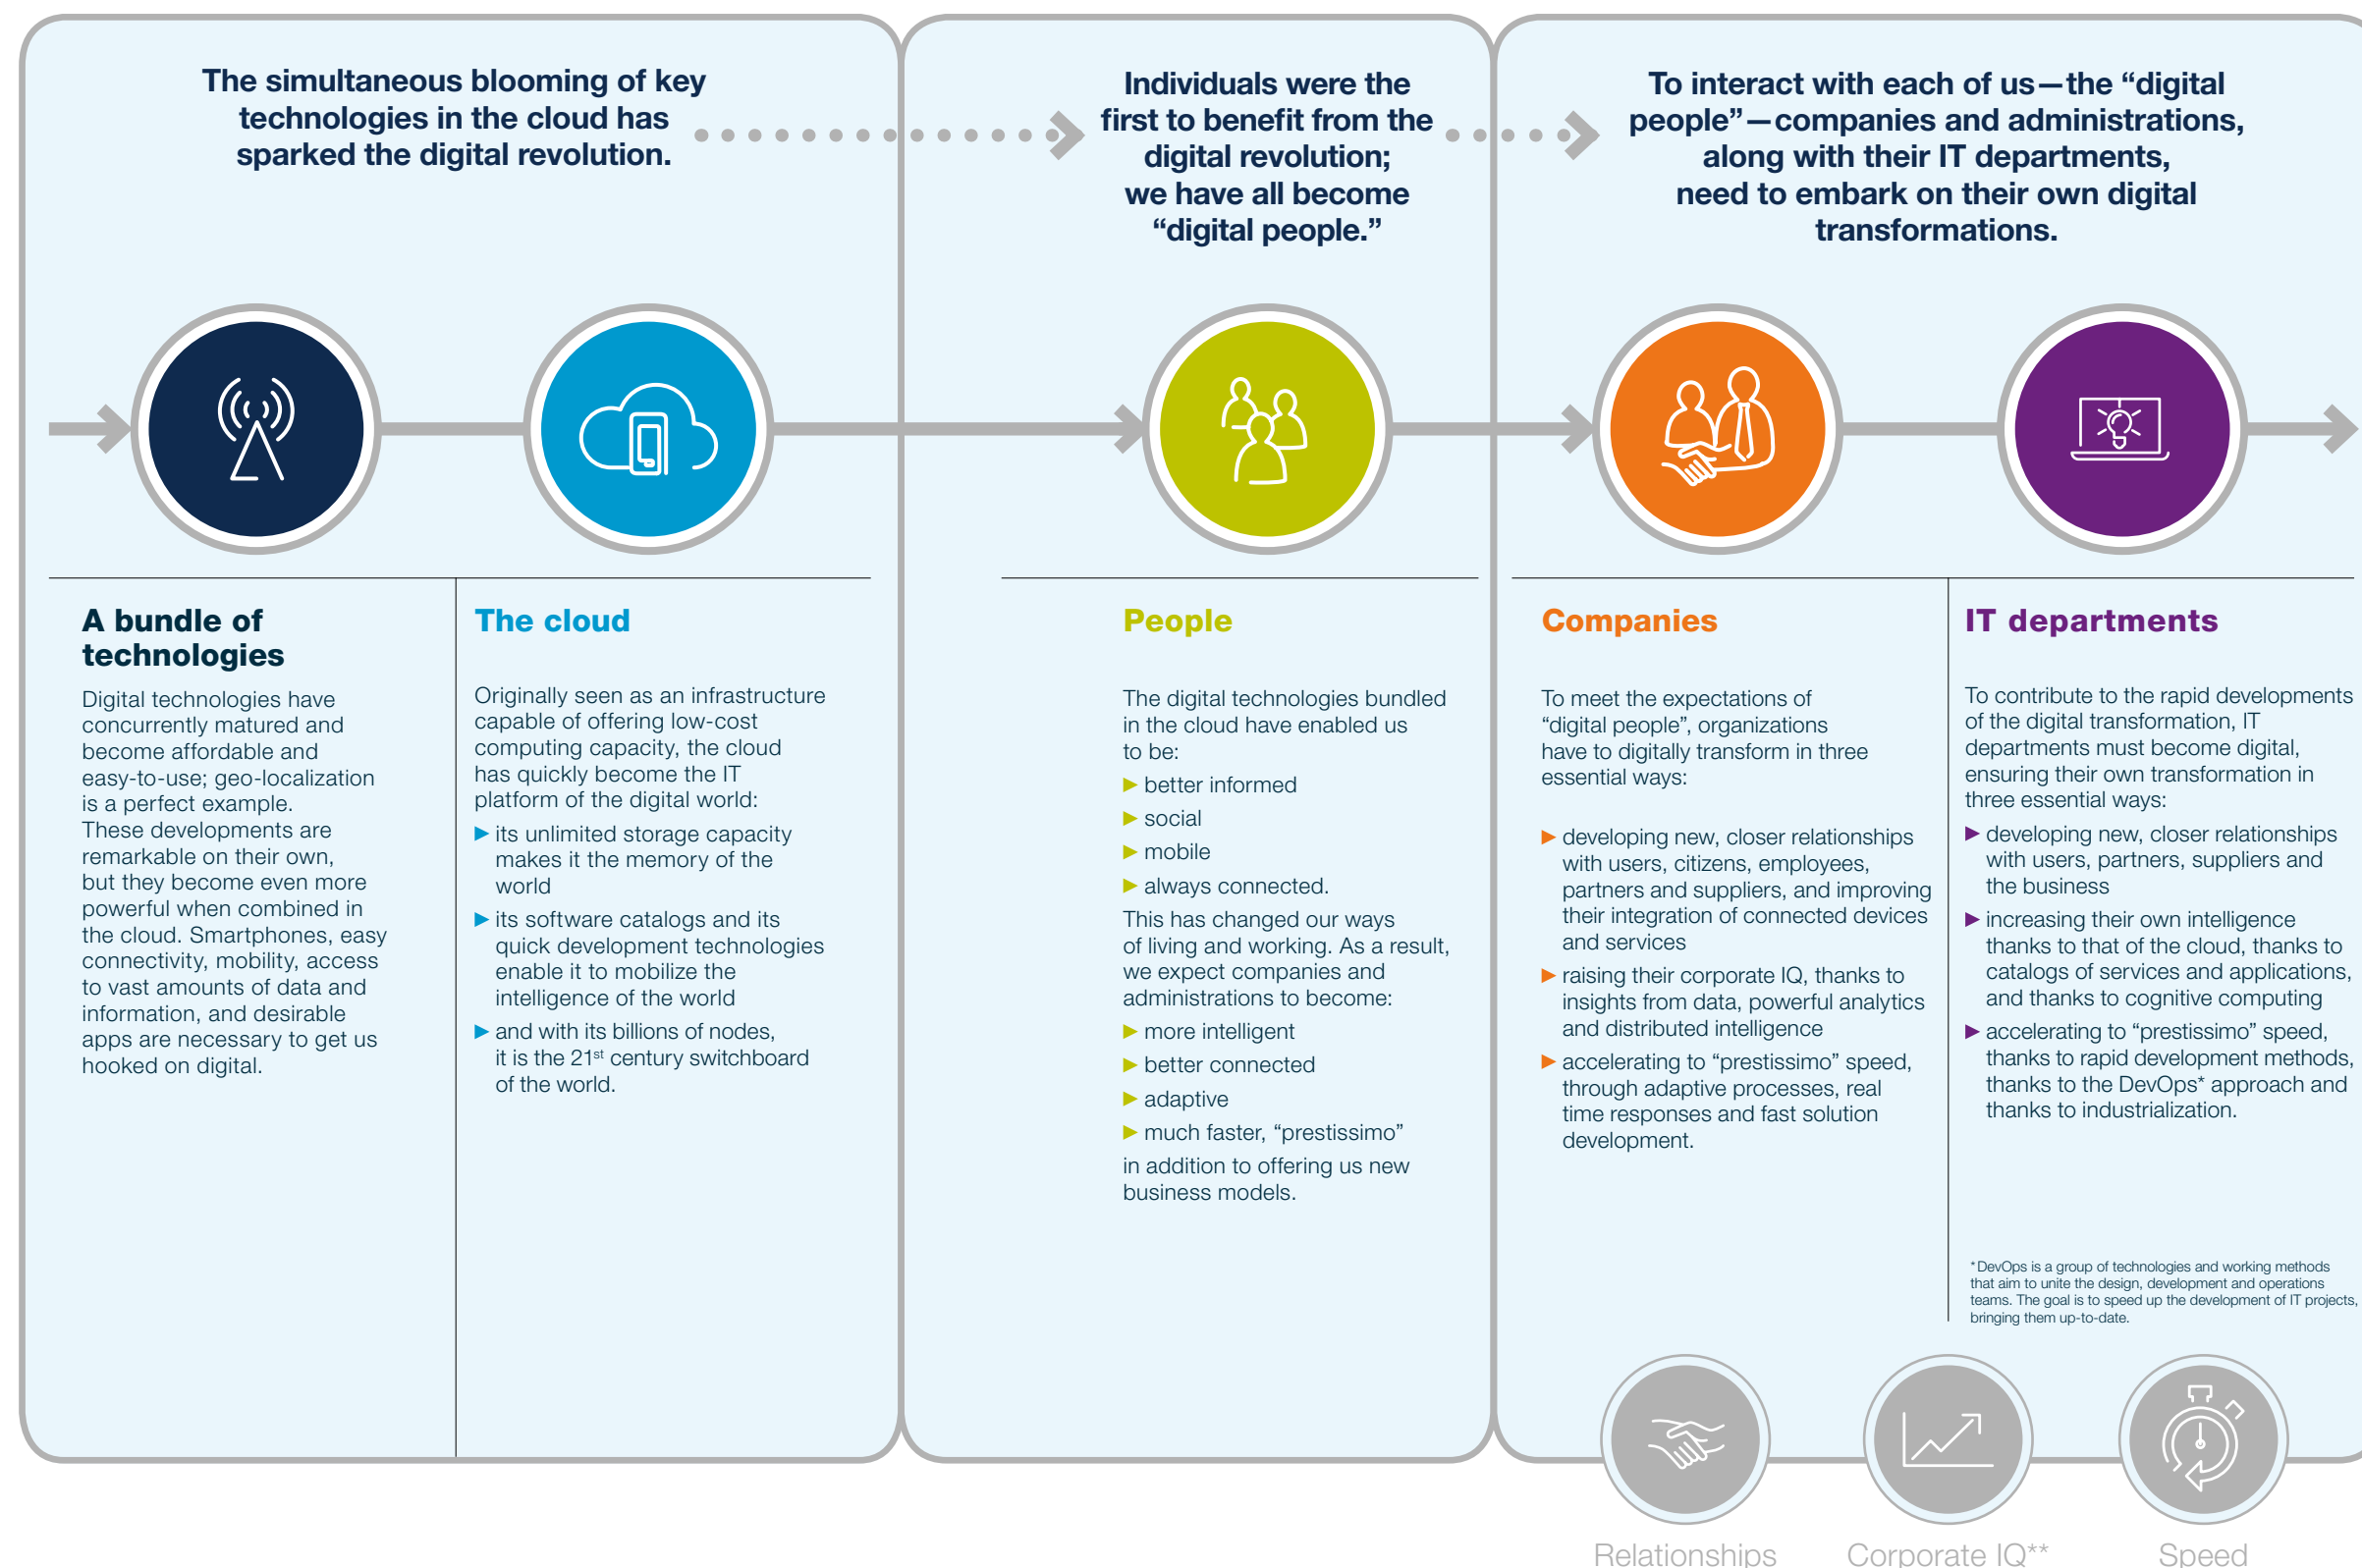 The simultaneous blooming of key
technologies in the cloud has
sparked the digital revolution.
Individuals were the
first to benefit from the
digital revolution;
we have all become
“digital people.”
To interact with each of us—the “digital
people”—companies and administrations,
along with their IT departments,
need to embark on their own digital
transformations.
A bundle of
technologies
Digital technologies have
concurrently matured and
become affordable and
easy-to-use; geo-localization
is a perfect example.
These developments are
remarkable on their own,
but they become even more
powerful when combined in
the cloud. Smartphones, easy
connectivity, mobility, access
to vast amounts of data and
information, and desirable
apps are necessary to get us
hooked on digital.
The cloud
Originally seen as an infrastructure
capable of offering low-cost
computing capacity, the cloud
has quickly become the IT
platform of the digital world:
► its unlimited storage capacity
makes it the memory of the
world
► its software catalogs and its
quick development technologies
enable it to mobilize the
intelligence of the world
► and with its billions of nodes,
it is the 21st century switchboard
of the world.
People
The digital technologies bundled
in the cloud have enabled us
to be:
► better informed
► social
► mobile
► always connected.
This has changed our ways
of living and working. As a result,
we expect companies and
administrations to become:
► more intelligent
► better connected
► adaptive
► much faster, “prestissimo”
in addition to offering us new
business models.
Companies
To meet the expectations of
“digital people”, organizations
have to digitally transform in three
essential ways:
► developing new, closer relationships
with users, citizens, employees,
partners and suppliers, and improving
their integration of connected devices
and services
► raising their corporate IQ, thanks to
insights from data, powerful analytics
and distributed intelligence
► accelerating to “prestissimo” speed,
through adaptive processes, real
time responses and fast solution
development.
IT departments
To contribute to the rapid developments
of the digital transformation, IT
departments must become digital,
ensuring their own transformation in
three essential ways:
► developing new, closer relationships
with users, partners, suppliers and
the business
► increasing their own intelligence
thanks to that of the cloud, thanks to
catalogs of services and applications,
and thanks to cognitive computing
► accelerating to “prestissimo” speed,
thanks to rapid development methods,
thanks to the DevOps* approach and
thanks to industrialization.
*DevOps is a group of technologies and working methods
that aim to unite the design, development and operations
teams. The goal is to speed up the development of IT projects,
bringing them up-to-date.
Relationships
Corporate IQ**
Speed